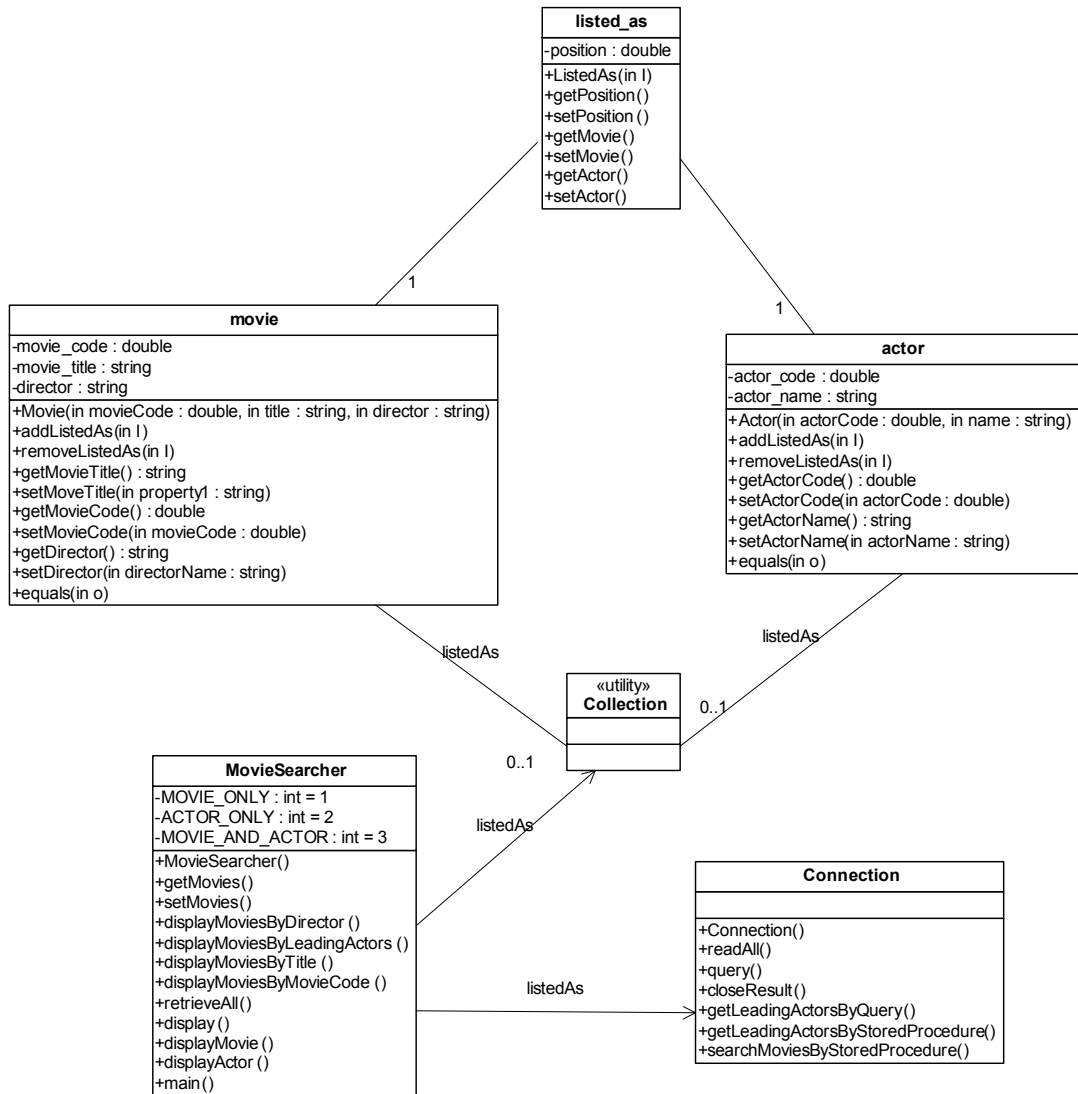 listed_as
-position : double
+ListedAs(in l)
+getPosition()
+setPosition()
+getMovie()
+setMovie()
+getActor()
+setActor()
1
1
movie
-movie_code : double
-movie_title : string
-director : string
+Movie(in movieCode : double, in title : string, in director : string)
+addListedAs(in l)
+removeListedAs(in l)
+getMovieTitle() : string
+setMoveTitle(in property1 : string)
+getMovieCode() : double
+setMovieCode(in movieCode : double)
+getDirector() : string
+setDirector(in directorName : string)
+equals(in o)
actor
-actor_code : double
-actor_name : string
+Actor(in actorCode : double, in name : string)
+addListedAs(in l)
+removeListedAs(in l)
+getActorCode() : double
+setActorCode(in actorCode : double)
+getActorName() : string
+setActorName(in actorName : string)
+equals(in o)
listedAs
listedAs
«utility»
Collection
0..1
0..1
MovieSearcher
-MOVIE_ONLY : int = 1
-ACTOR_ONLY : int = 2
-MOVIE_AND_ACTOR : int = 3
+MovieSearcher()
+getMovies()
+setMovies()
+displayMoviesByDirector()
+displayMoviesByLeadingActors()
+displayMoviesByTitle()
+displayMoviesByMovieCode()
+retrieveAll()
+display()
+displayMovie()
+displayActor()
+main()
listedAs
listedAs
Connection
+Connection()
+readAll()
+query()
+closeResult()
+getLeadingActorsByQuery()
+getLeadingActorsByStoredProcedure()
+searchMoviesByStoredProcedure()